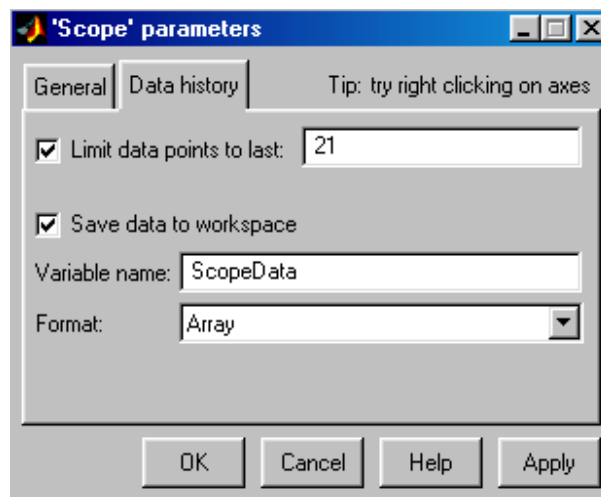 'Scope' parameters
General Data history Tip: try right clicking on axes
Limit data points to last: 21
Save data to workspace
Variable name: ScopeData
Format: Array
OK Cancel Help Apply